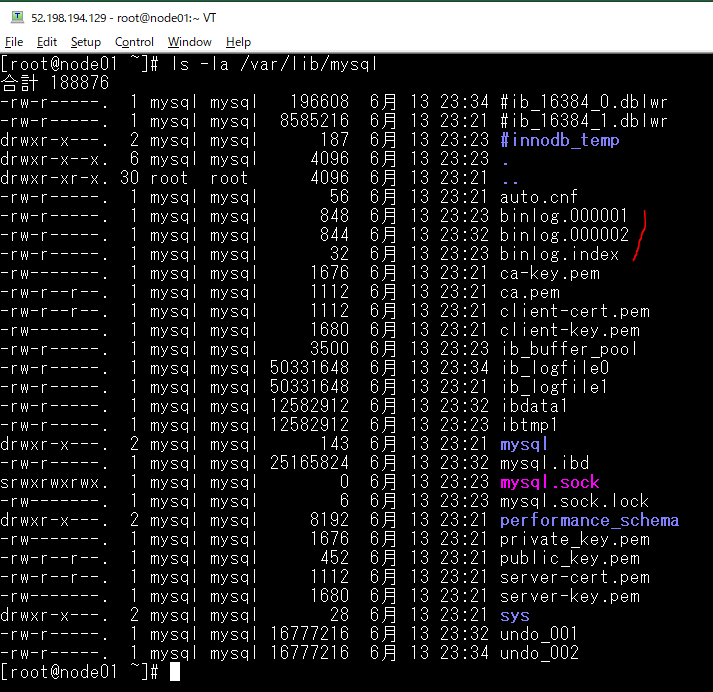 52.198.194.129 - root@node01:~ VT
File Edit Setup Control Window Help
[root@node01 ~]# ls -la /var/lib/mysql
合計 188876
-rw-r-----.  1 mysql mysql   196608  6月 13 23:34 #ib_16384_0.dblwr
-rw-r-----.  1 mysql mysql  8585216  6月 13 23:21 #ib_16384_1.dblwr
drwxr-x---.  2 mysql mysql      187  6月 13 23:23 #innodb_temp
drwxr-x--x.  6 mysql mysql     4096  6月 13 23:23 .
drwxr-xr-x. 30 root  root      4096  6月 13 23:21 ..
-rw-r-----.  1 mysql mysql       56  6月 13 23:21 auto.cnf
-rw-r-----.  1 mysql mysql      848  6月 13 23:23 binlog.000001
-rw-r-----.  1 mysql mysql      844  6月 13 23:32 binlog.000002
-rw-r-----.  1 mysql mysql       32  6月 13 23:23 binlog.index
-rw-------.  1 mysql mysql     1676  6月 13 23:21 ca-key.pem
-rw-r--r--.  1 mysql mysql     1112  6月 13 23:21 ca.pem
-rw-r--r--.  1 mysql mysql     1112  6月 13 23:21 client-cert.pem
-rw-------.  1 mysql mysql     1680  6月 13 23:21 client-key.pem
-rw-r-----.  1 mysql mysql     3500  6月 13 23:23 ib_buffer_pool
-rw-r-----.  1 mysql mysql 50331648  6月 13 23:34 ib_logfile0
-rw-r-----.  1 mysql mysql 50331648  6月 13 23:21 ib_logfile1
-rw-r-----.  1 mysql mysql 12582912  6月 13 23:32 ibdata1
-rw-r-----.  1 mysql mysql 12582912  6月 13 23:23 ibtmp1
drwxr-x---.  2 mysql mysql      143  6月 13 23:21 mysql
-rw-r-----.  1 mysql mysql 25165824  6月 13 23:32 mysql.ibd
srwxrwxrwx.  1 mysql mysql        0  6月 13 23:23 mysql.sock
-rw-------.  1 mysql mysql        6  6月 13 23:23 mysql.sock.lock
drwxr-x---.  2 mysql mysql     8192  6月 13 23:21 performance_schema
-rw-------.  1 mysql mysql     1676  6月 13 23:21 private_key.pem
-rw-r--r--.  1 mysql mysql      452  6月 13 23:21 public_key.pem
-rw-r--r--.  1 mysql mysql     1112  6月 13 23:21 server-cert.pem
-rw-------.  1 mysql mysql     1680  6月 13 23:21 server-key.pem
drwxr-x---.  2 mysql mysql       28  6月 13 23:21 sys
-rw-r-----.  1 mysql mysql 16777216  6月 13 23:32 undo_001
-rw-r-----.  1 mysql mysql 16777216  6月 13 23:34 undo_002
[root@node01 ~]#